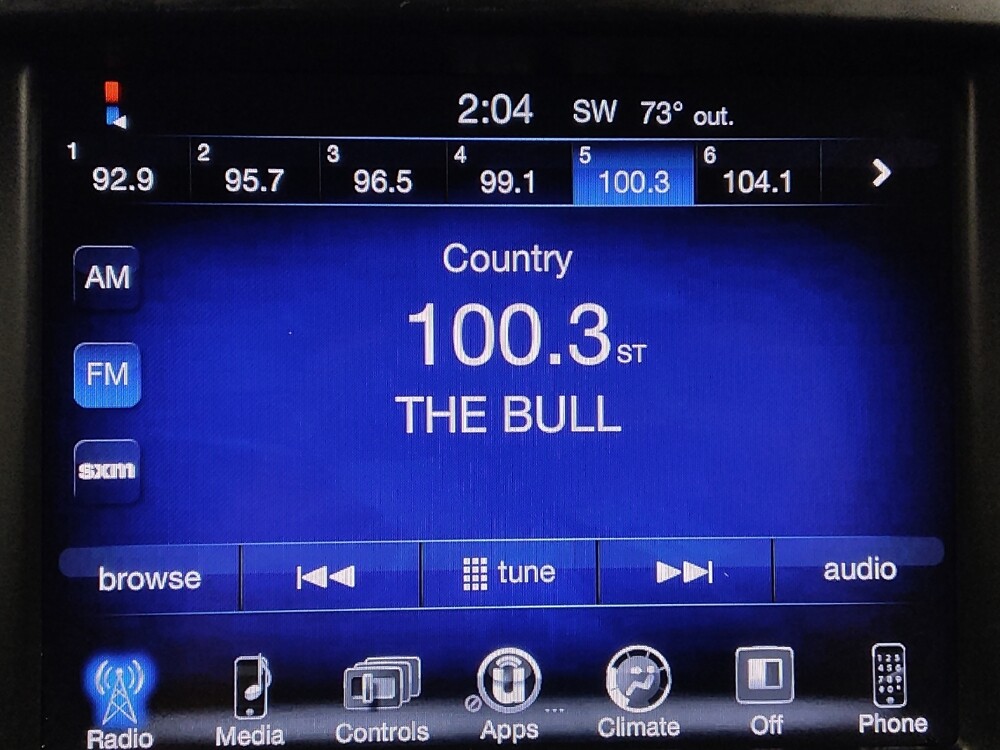 2:04 SW 73° out.
1 2 3 4 5 6
92.9 95.7 96.5 99.1 100.3 104.1
AM
Country
100.3 ST
FM
THE BULL
sxm
browse tune audio
Radio Media Controls Apps Climate Off Phone